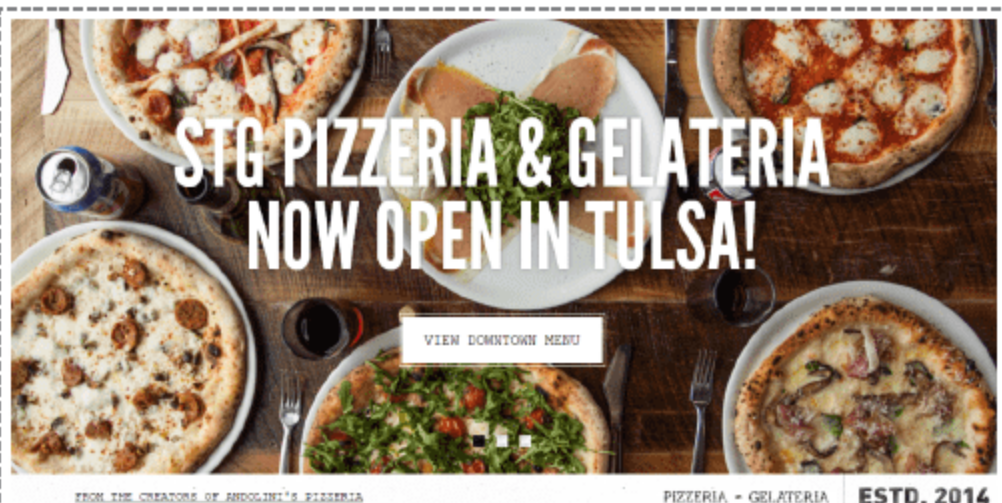 STG PIZZERIA & GELATERIA
NOW OPEN IN TULSA!
VIEW DOWNTOWN MENU
FROM THE CREATORS OF ANDOLINI'S PIZZERIA
PIZZERIA - GELATERIA
ESTD. 2014